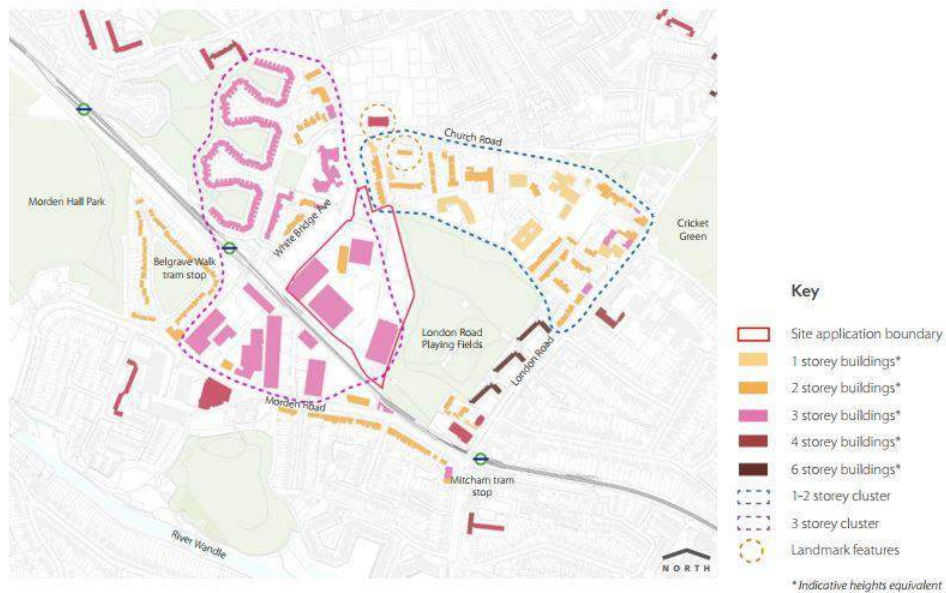 Church Road
Morden Hall Park
White Bridge Ave
Cricket
Green
Belgrave Walk
tram stop
London Road
Playing Fields
London Road
Morden Road
Mitcham tram
stop
River Wandle
NORTH
Key
Site application boundary
1 storey buildings*
2 storey buildings*
3 storey buildings*
4 storey buildings*
6 storey buildings*
1-2 storey cluster
3 storey cluster
Landmark features
* Indicative heights equivalent